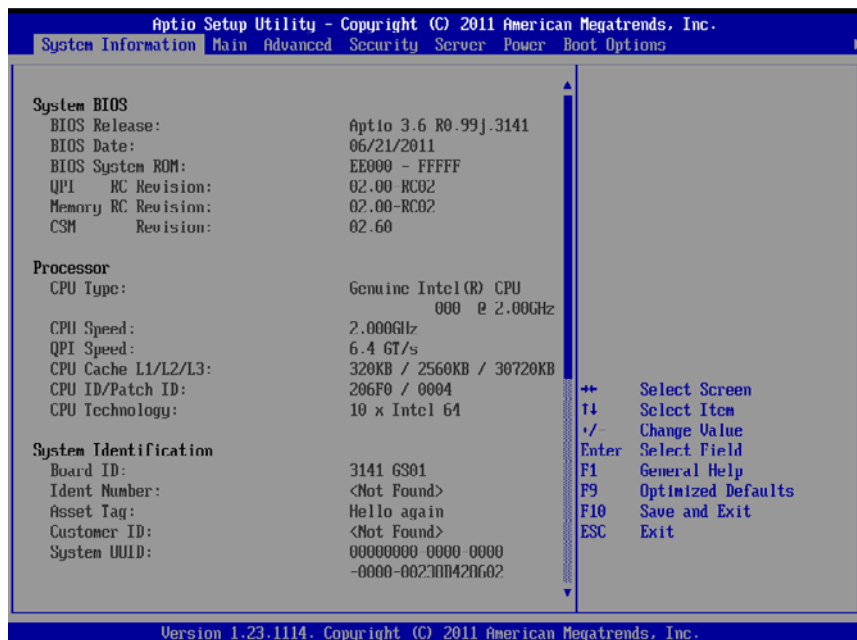 Aptio Setup Utility - Copyright (C) 2011 American Megatrends, Inc.
System Information Main Advanced Security Server Power Boot Options
System BIOS
BIOS Release: Aptio 3.6 R0.99j.3141
BIOS Date: 06/21/2011
BIOS System ROM: EE000 - FFFFF
QPI RC Revision: 02.00-RC02
Memory RC Revision: 02.00-RC02
CSM Revision: 02.60
Processor
CPU Type: Genuine Intel(R) CPU
000 @ 2.00GHz
CPU Speed: 2.000GHz
QPI Speed: 6.4 GT/s
CPU Cache L1/L2/L3: 320KB / 2560KB / 30720KB
CPU ID/Patch ID: 206F0 / 0004
CPU Technology: 10 x Intel 64
System Identification
Board ID: 3141 GS01
Ident Number: <Not Found>
Asset Tag: Hello again
Customer ID: <Not Found>
System UUID: 00000000-0000-0000
→← Select Screen
↑↓ Select Item
+/- Change Value
Enter Select Field
F1 General Help
F9 Optimized Defaults
F10 Save and Exit
ESC Exit
Version 1.23.1114. Copyright (C) 2011 American Megatrends, Inc.